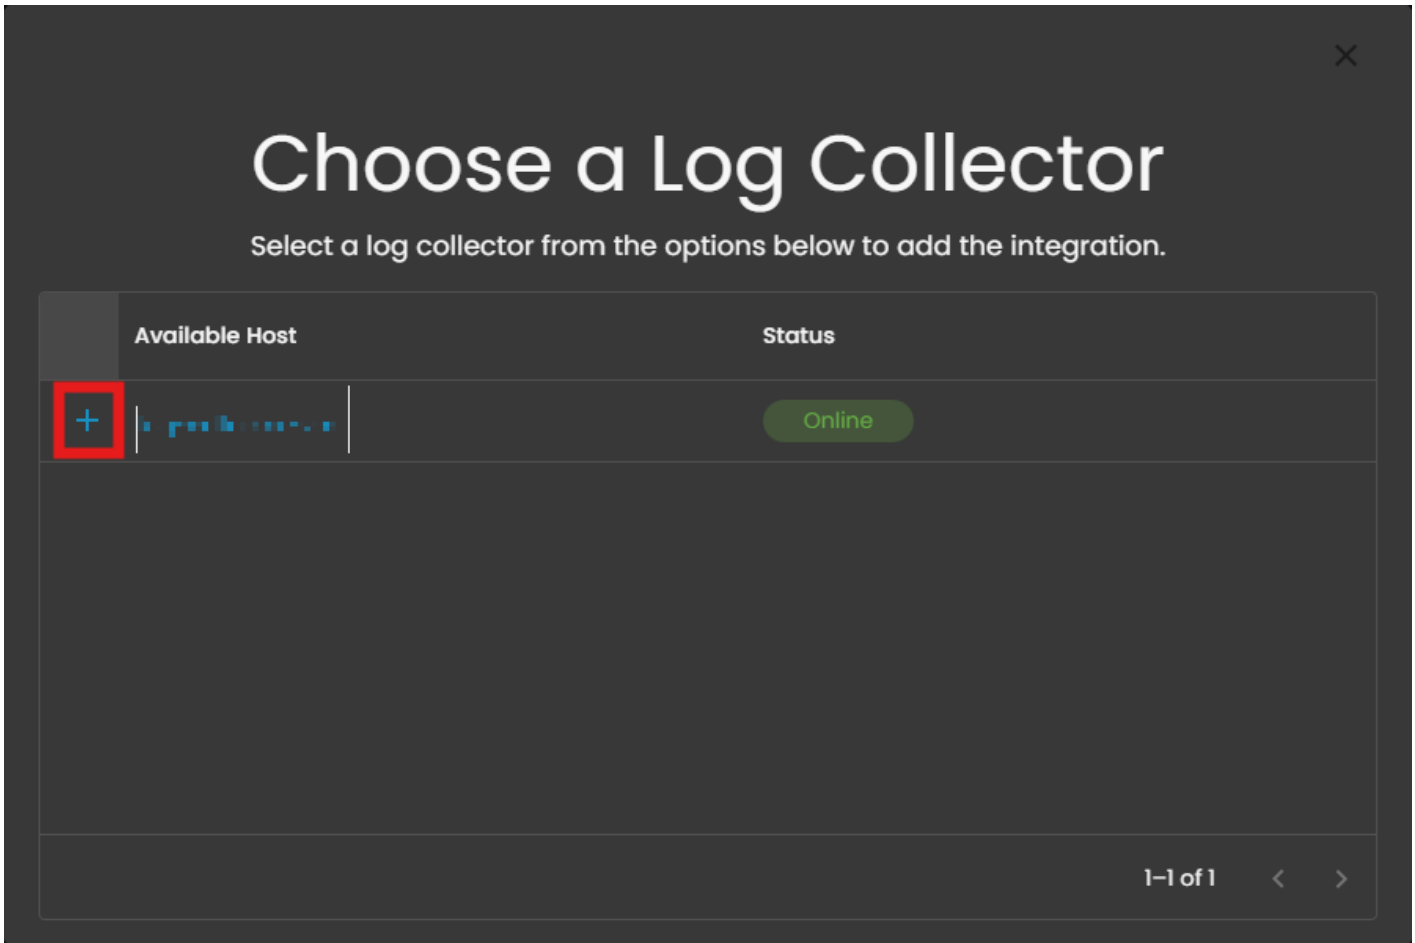 Choose a Log Collector
Select a log collector from the options below to add the integration.
Available Host Status
+ Online
1–1 of 1